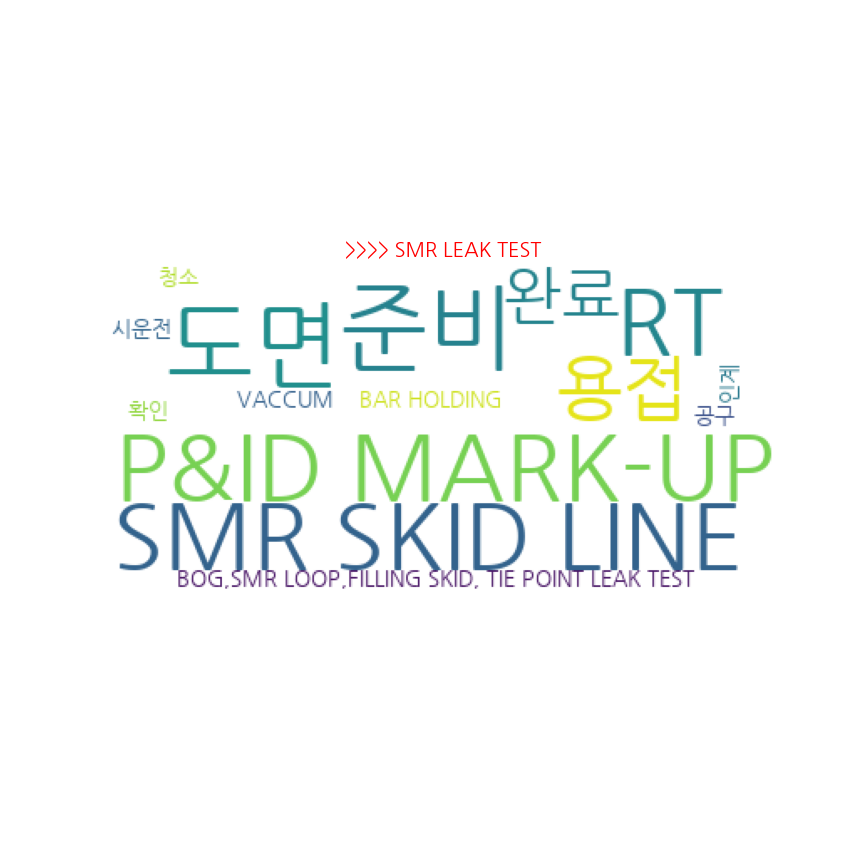 >>>> SMR LEAK TEST
청소
완료
도면
준비
RT
시운전
용접
인계
VACCUM
BAR HOLDING
확인
공구
P&ID MARK-UP
SMR SKID LINE
BOG,SMR LOOP,FILLING SKID, TIE POINT LEAK TEST